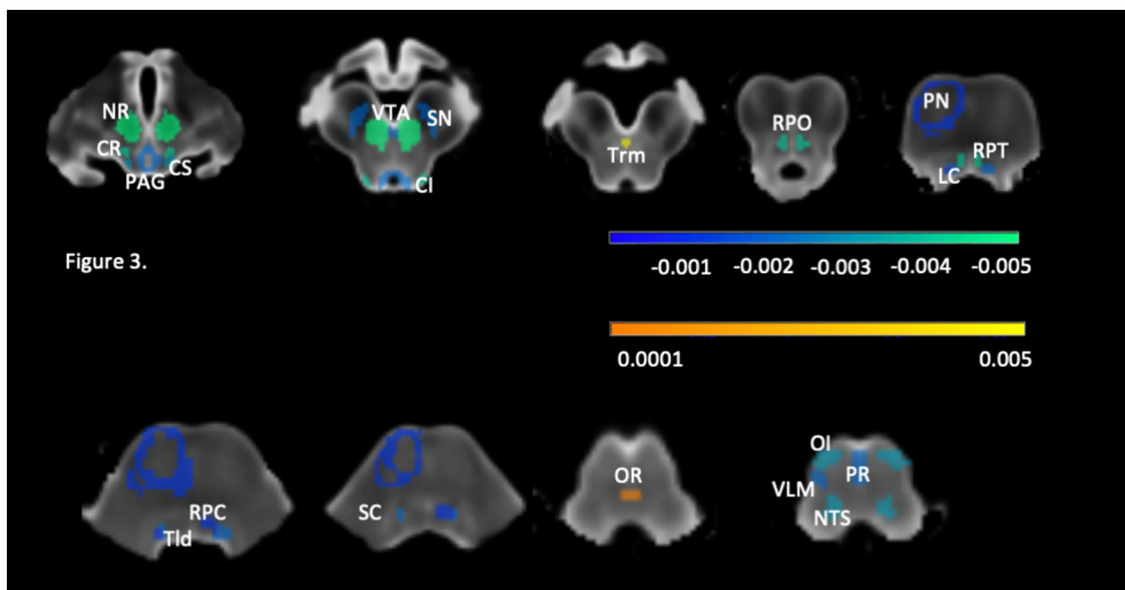 NR
CR
PAG
CS
VTA
SN
CI
Trm
RPO
PN
RPT
LC
Figure 3.
-0.001 -0.002 -0.003 -0.004 -0.005
0.0001 0.005
RPC
Tld
SC
OR
OI
PR
VLM
NTS